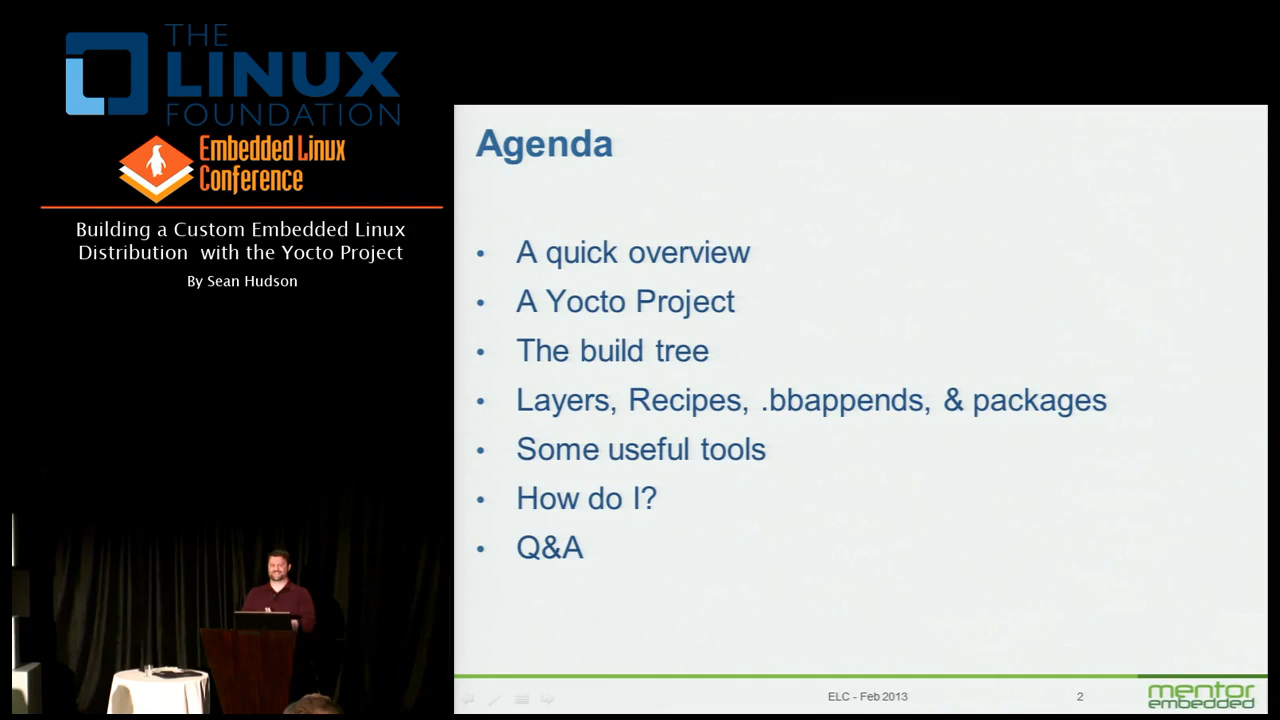 THE
LINUX
FOUNDATION
Embedded Linux
Conference
Building a Custom Embedded Linux
Distribution with the Yocto Project
By Sean Hudson
Agenda
• A quick overview
• A Yocto Project
• The build tree
• Layers, Recipes, .bbappends, & packages
• Some useful tools
• How do I?
• Q&A
ELC - Feb 2013
2
mentor
embedded